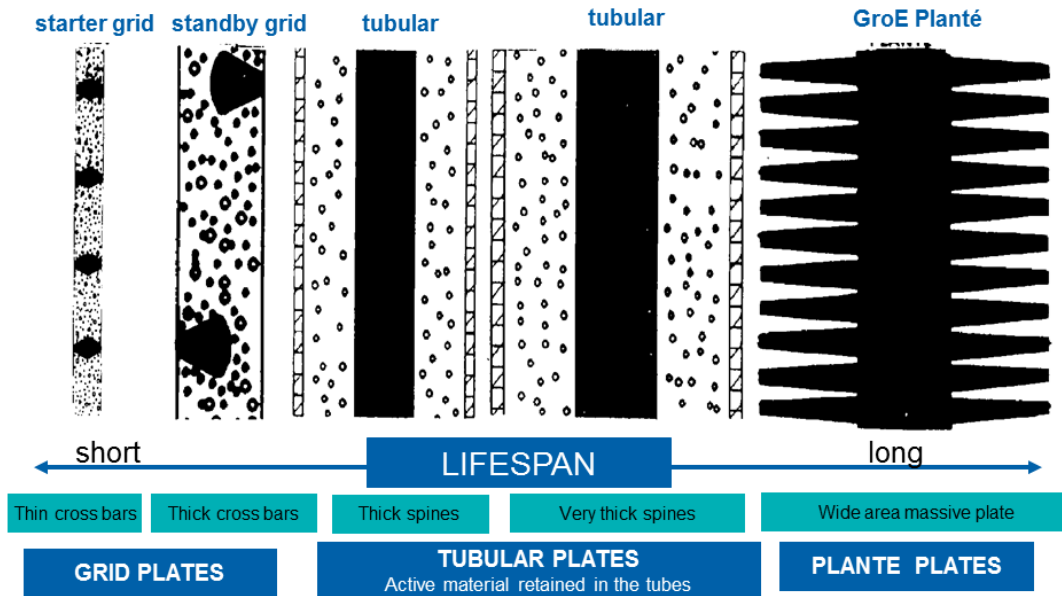 starter grid
standby grid
tubular
tubular
GroE Planté
PLANTE
short
LIFESPAN
long
Thin cross bars
Thick cross bars
Thick spines
Very thick spines
Wide area massive plate
GRID PLATES
TUBULAR PLATES
Active material retained in the tubes
PLANTE PLATES